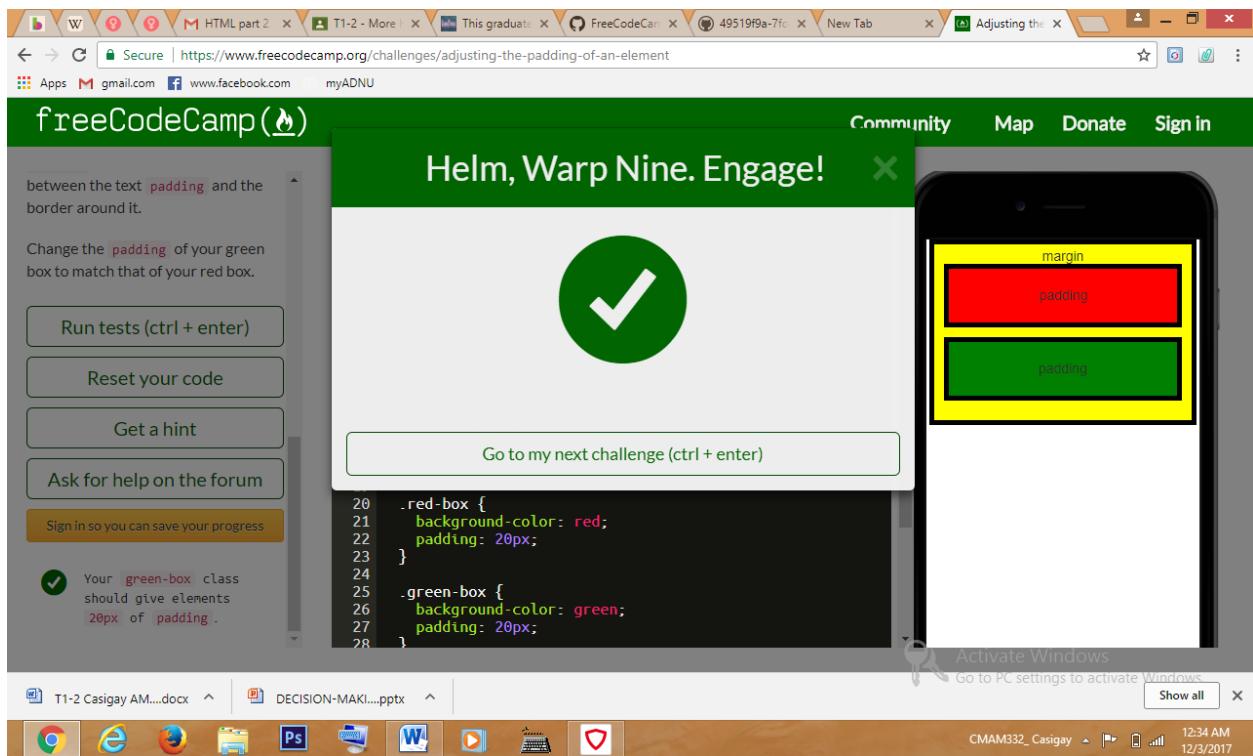 HTML part 2
T1-2 - More
This graduate
FreeCodeCam
49519f9a-7fc
New Tab
Adjusting the
Secure | https://www.freecodecamp.org/challenges/adjusting-the-padding-of-an-element
Apps gmail.com www.facebook.com myADNU
freeCodeCamp
Community Map Donate Sign in
Helm, Warp Nine. Engage!
between the text padding and the
border around it.
Change the padding of your green
box to match that of your red box.
Run tests (ctrl + enter)
Reset your code
Get a hint
Ask for help on the forum
Sign in so you can save your progress
Your green-box class
should give elements
20px of padding .
Go to my next challenge (ctrl + enter)
20 .red-box {
21 background-color: red;
22 padding: 20px;
23 }
24
25 .green-box {
26 background-color: green;
27 padding: 20px;
28 }
margin
padding
padding
Activate Windows
Go to PC settings to activate Windows.
T1-2 Casigay AM....docx
DECISION-MAKI....pptx
Show all
Ps
CMAM332_ Casigay
12:34 AM
12/3/2017